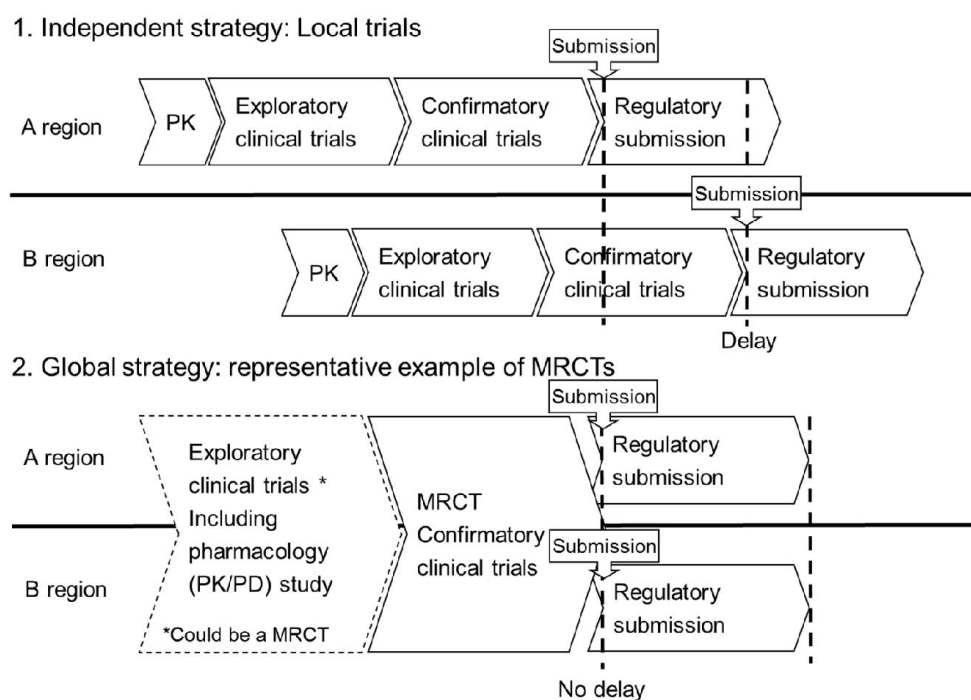 1. Independent strategy: Local trials
Submission
A region
PK
Exploratory
clinical trials
Confirmatory
clinical trials
Regulatory
submission
Submission
B region
PK
Exploratory
clinical trials
Confirmatory
clinical trials
Regulatory
submission
Delay
2. Global strategy: representative example of MRCTs
Submission
A region
Exploratory
clinical trials *
Including
pharmacology
(PK/PD) study
*Could be a MRCT
MRCT
Confirmatory
clinical trials
Regulatory
submission
Submission
B region
Regulatory
submission
No delay